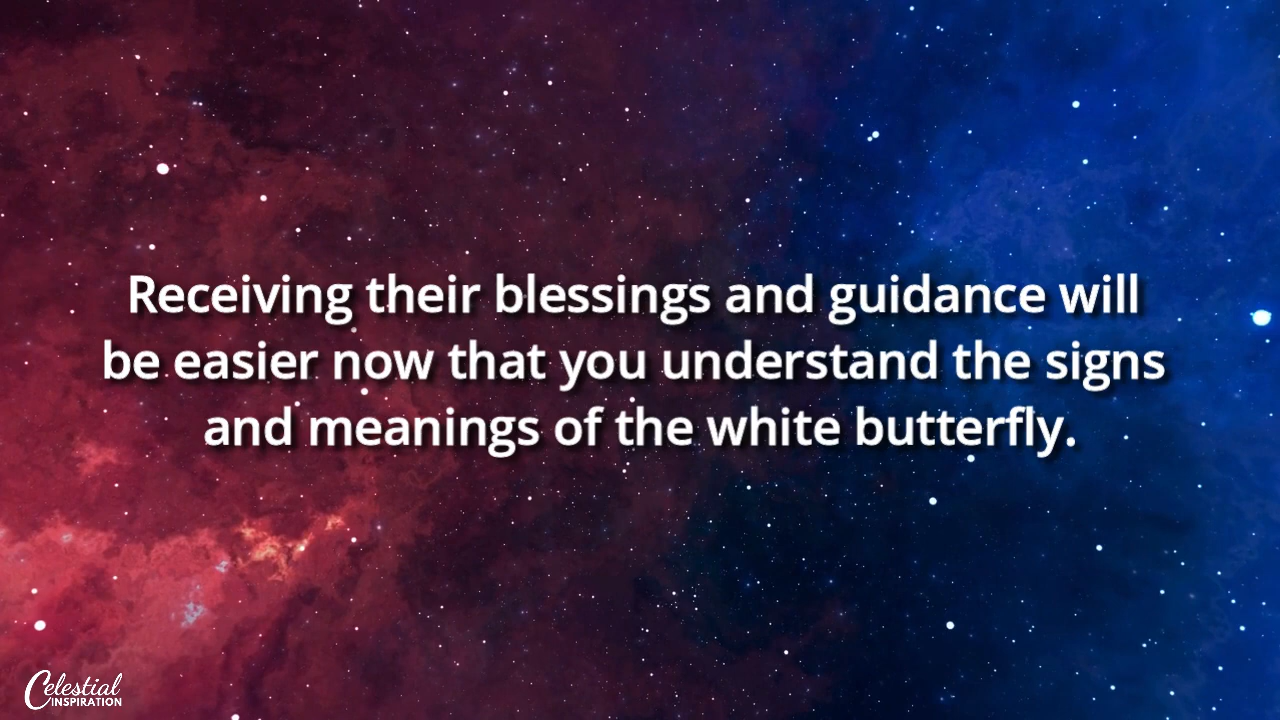 Receiving their blessings and guidance will
be easier now that you understand the signs
and meanings of the white butterfly.
Celestial
INSPIRATION